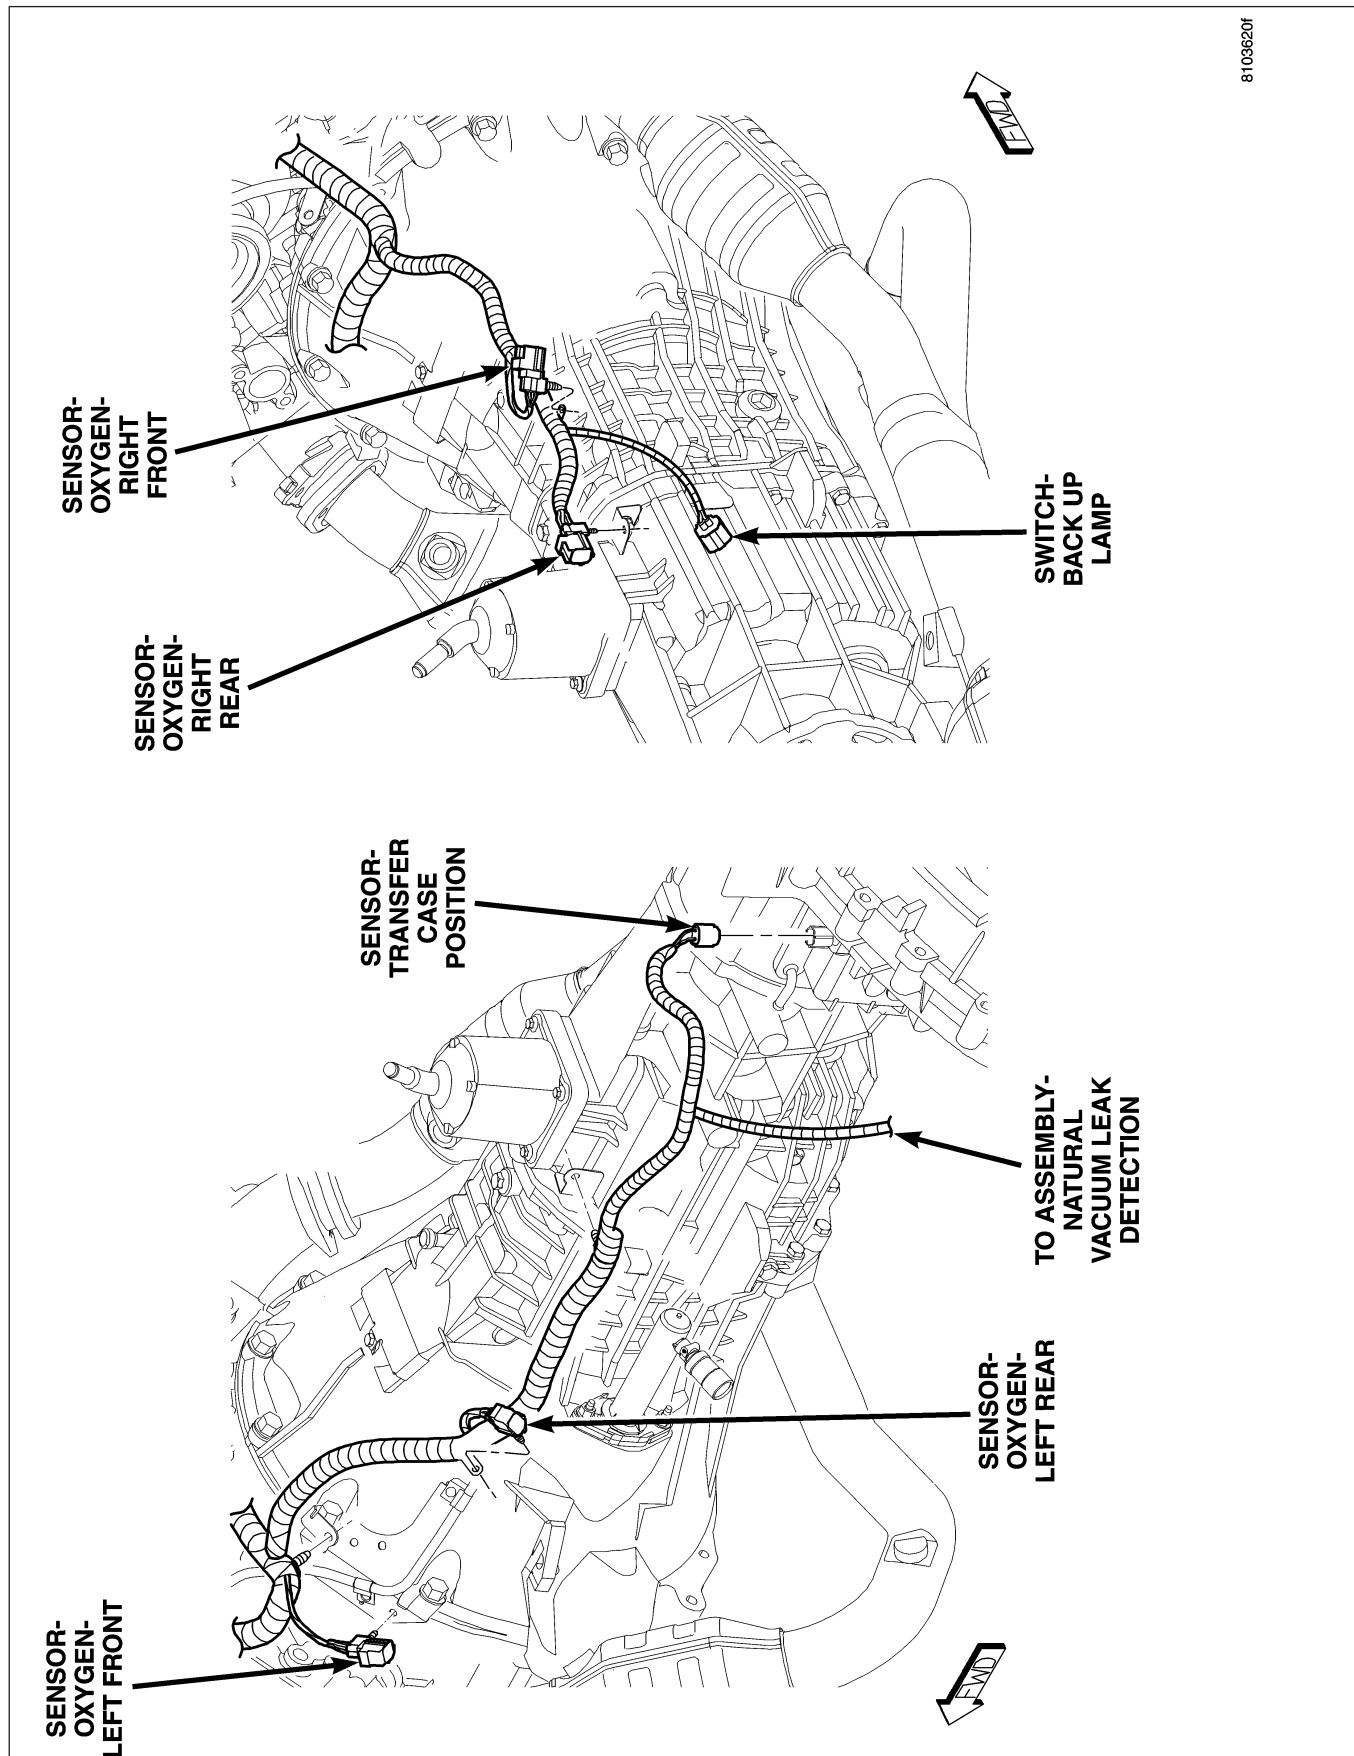 SENSOR-
OXYGEN-
LEFT FRONT
SENSOR-
OXYGEN-
LEFT REAR
TO ASSEMBLY-
NATURAL
VACUUM LEAK
DETECTION
SENSOR-
TRANSFER
CASE
POSITION
FWD
SENSOR-
OXYGEN-
RIGHT
REAR
SENSOR-
OXYGEN-
RIGHT
FRONT
SWITCH-
BACK UP
LAMP
FWD
8103620f